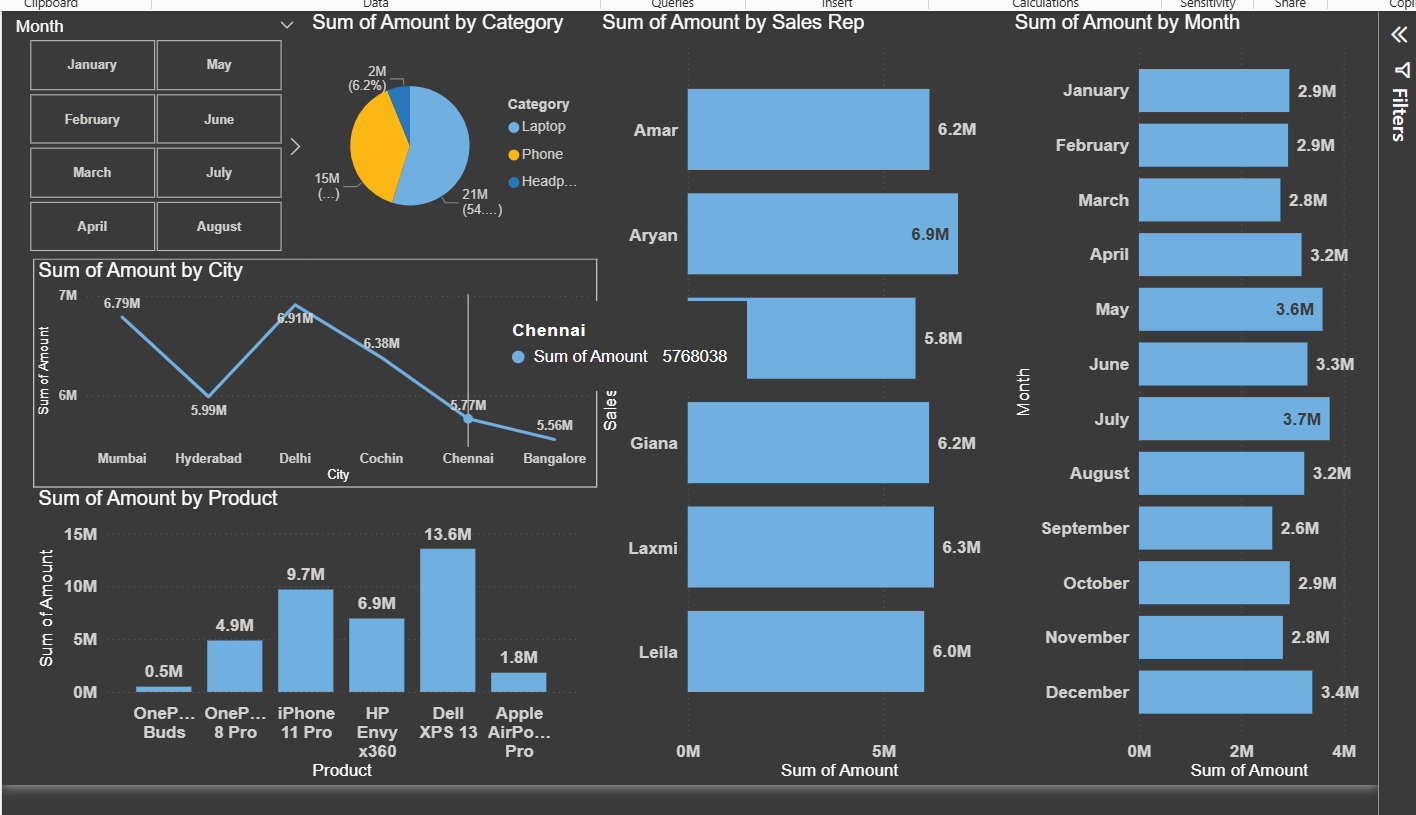 Clipboard
Data
Queries
Insert
Calculations
Sensitivity
Share
Month
January
May
February
June
March
July
April
August
Sum of Amount by Category
2M
(6.2%)
15M
(...)
21M
(54....)
Category
Laptop
Phone
Headp...
Sum of Amount by City
Sum of Amount
7M
6M
6.79M
5.99M
6.91M
6.38M
5.77M
5.56M
Mumbai
Hyderabad
Delhi
Cochin
Chennai
Bangalore
City
Chennai
Sum of Amount 5768038
Sum of Amount by Product
Sum of Amount
15M
10M
5M
0M
0.5M
4.9M
9.7M
6.9M
13.6M
1.8M
OneP...
Buds
OneP...
8 Pro
iPhone
11 Pro
HP
Envy
x360
Dell
XPS 13
Apple
AirPo...
Pro
Product
Sum of Amount by Sales Rep
Sales
Amar
6.2M
Aryan
6.9M
5.8M
Giana
6.2M
Laxmi
6.3M
Leila
6.0M
0M
5M
Sum of Amount
Sum of Amount by Month
Month
January
2.9M
February
2.9M
March
2.8M
April
3.2M
May
3.6M
June
3.3M
July
3.7M
August
3.2M
September
2.6M
October
2.9M
November
2.8M
December
3.4M
0M
2M
4M
Sum of Amount
Filters